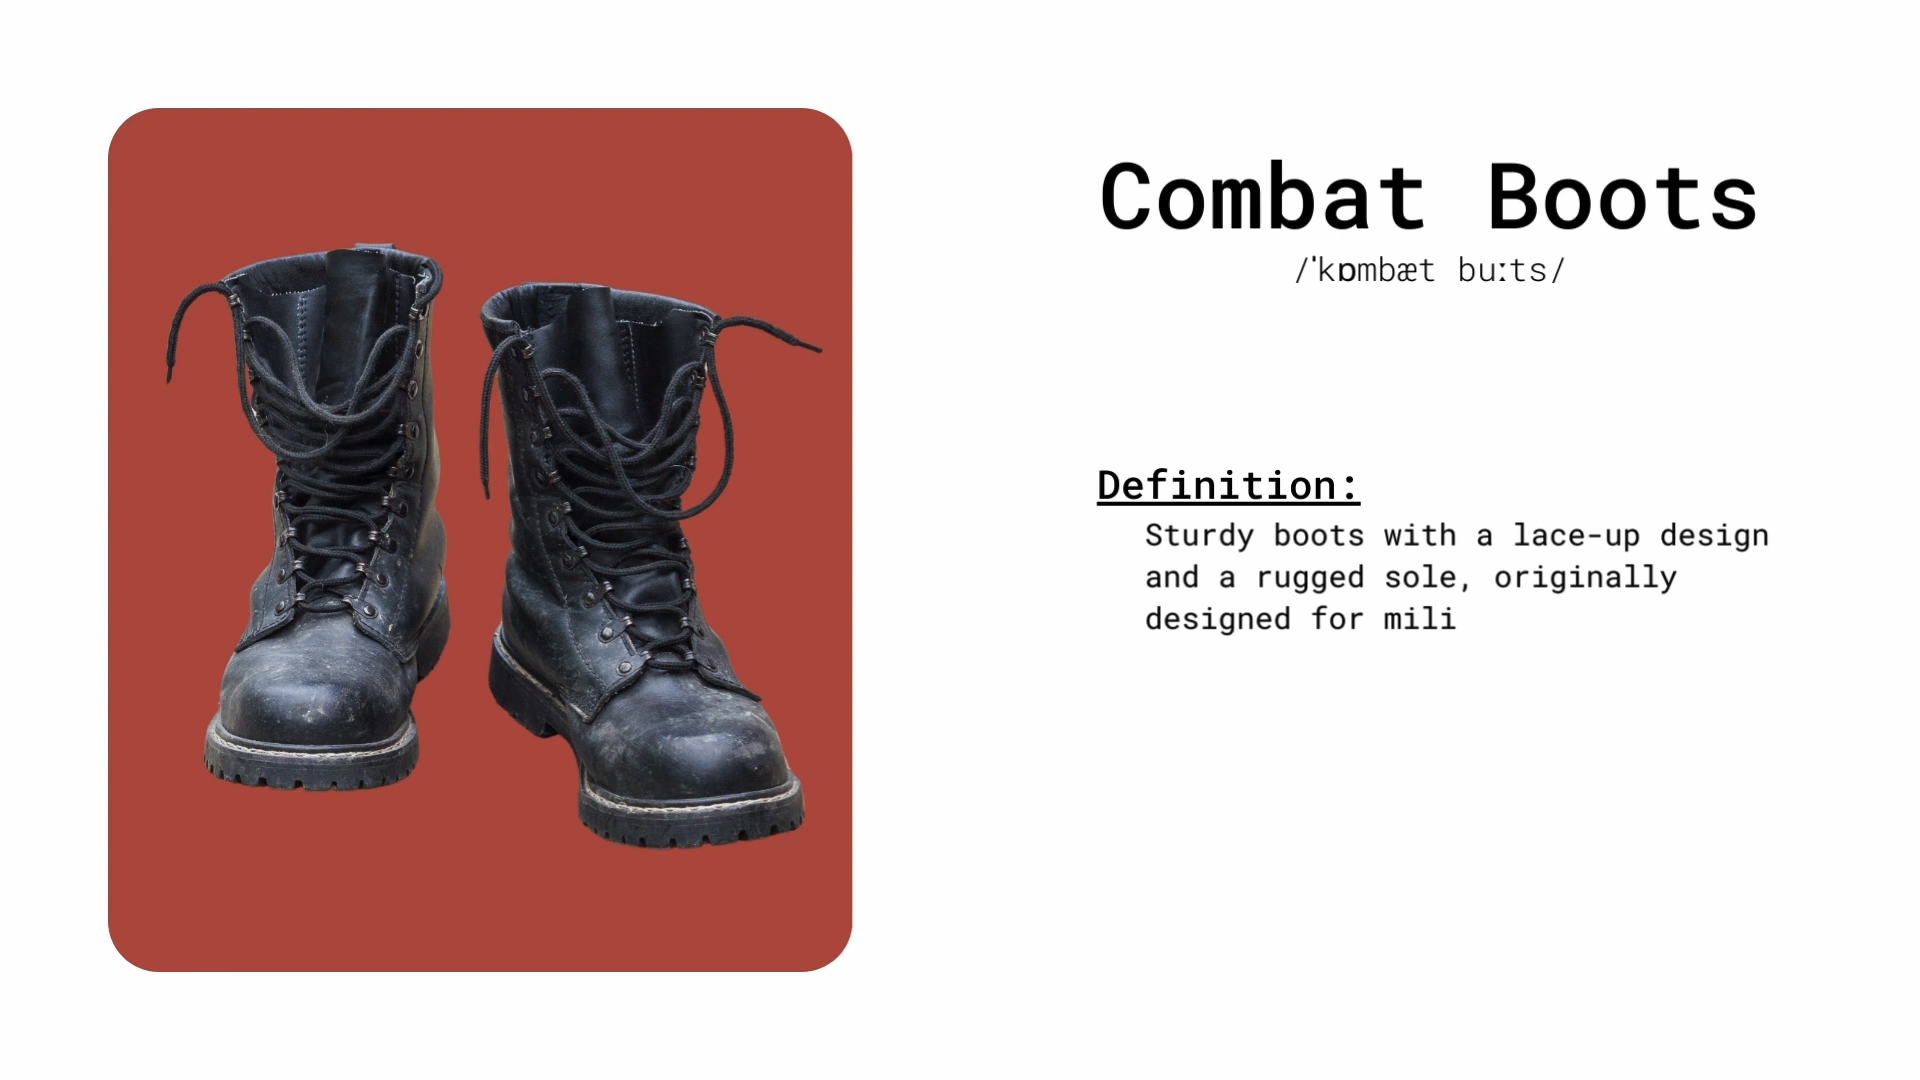 Combat Boots
/ˈkɒmbæt buːts/
Definition:
Sturdy boots with a lace-up design
and a rugged sole, originally
designed for mili